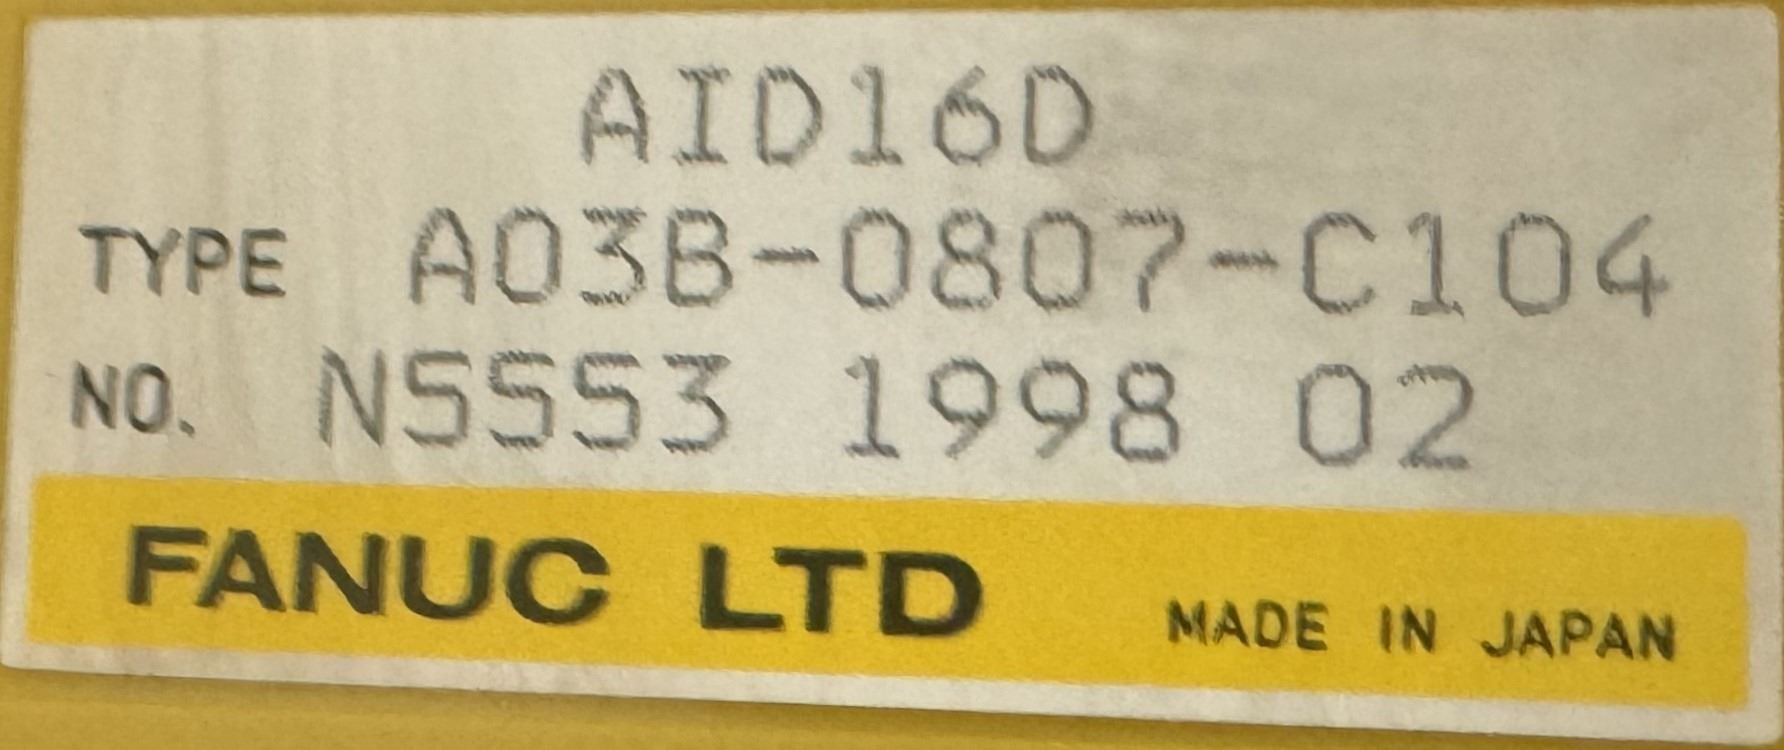 AID16D
TYPE A03B-0807-C104
NO. N5553 1998 02
FANUC LTD MADE IN JAPAN